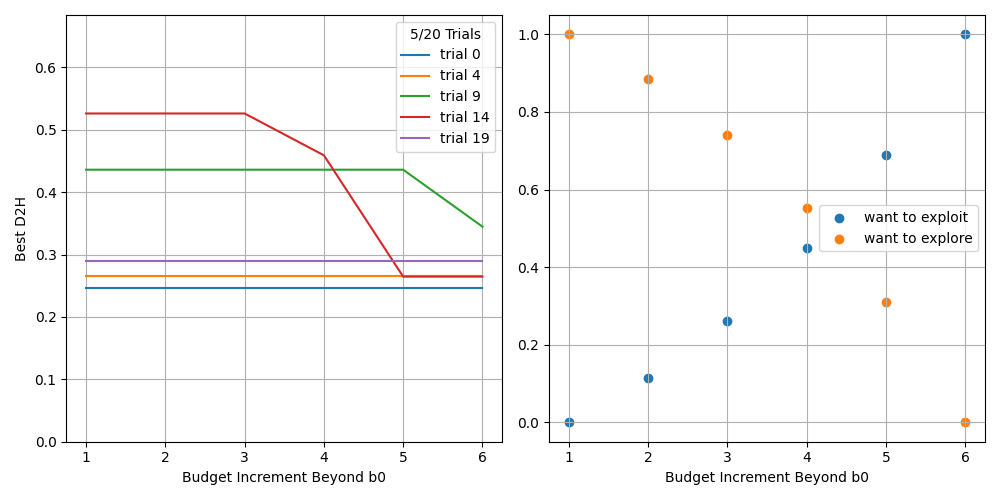 5/20 Trials
trial 0
trial 4
trial 9
trial 14
trial 19
0.6
0.5
0.4
0.3
0.2
0.1
0.0
Best D2H
1 2 3 4 5 6
Budget Increment Beyond b0
1.0
0.8
0.6
0.4
0.2
0.0
want to exploit
want to explore
1 2 3 4 5 6
Budget Increment Beyond b0